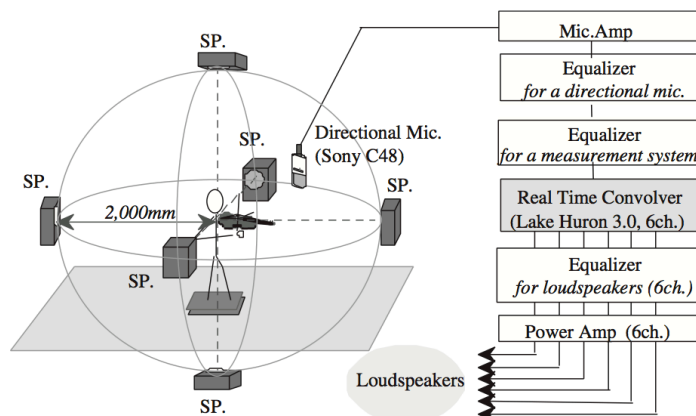 SP.
SP.
SP.
SP.
SP.
SP.
2,000mm
Directional Mic.
(Sony C48)
Mic.Amp
Equalizer
for a directional mic.
Equalizer
for a measurement system
Real Time Convolver
(Lake Huron 3.0, 6ch.)
Equalizer
for loudspeakers (6ch.)
Power Amp (6ch.)
Loudspeakers